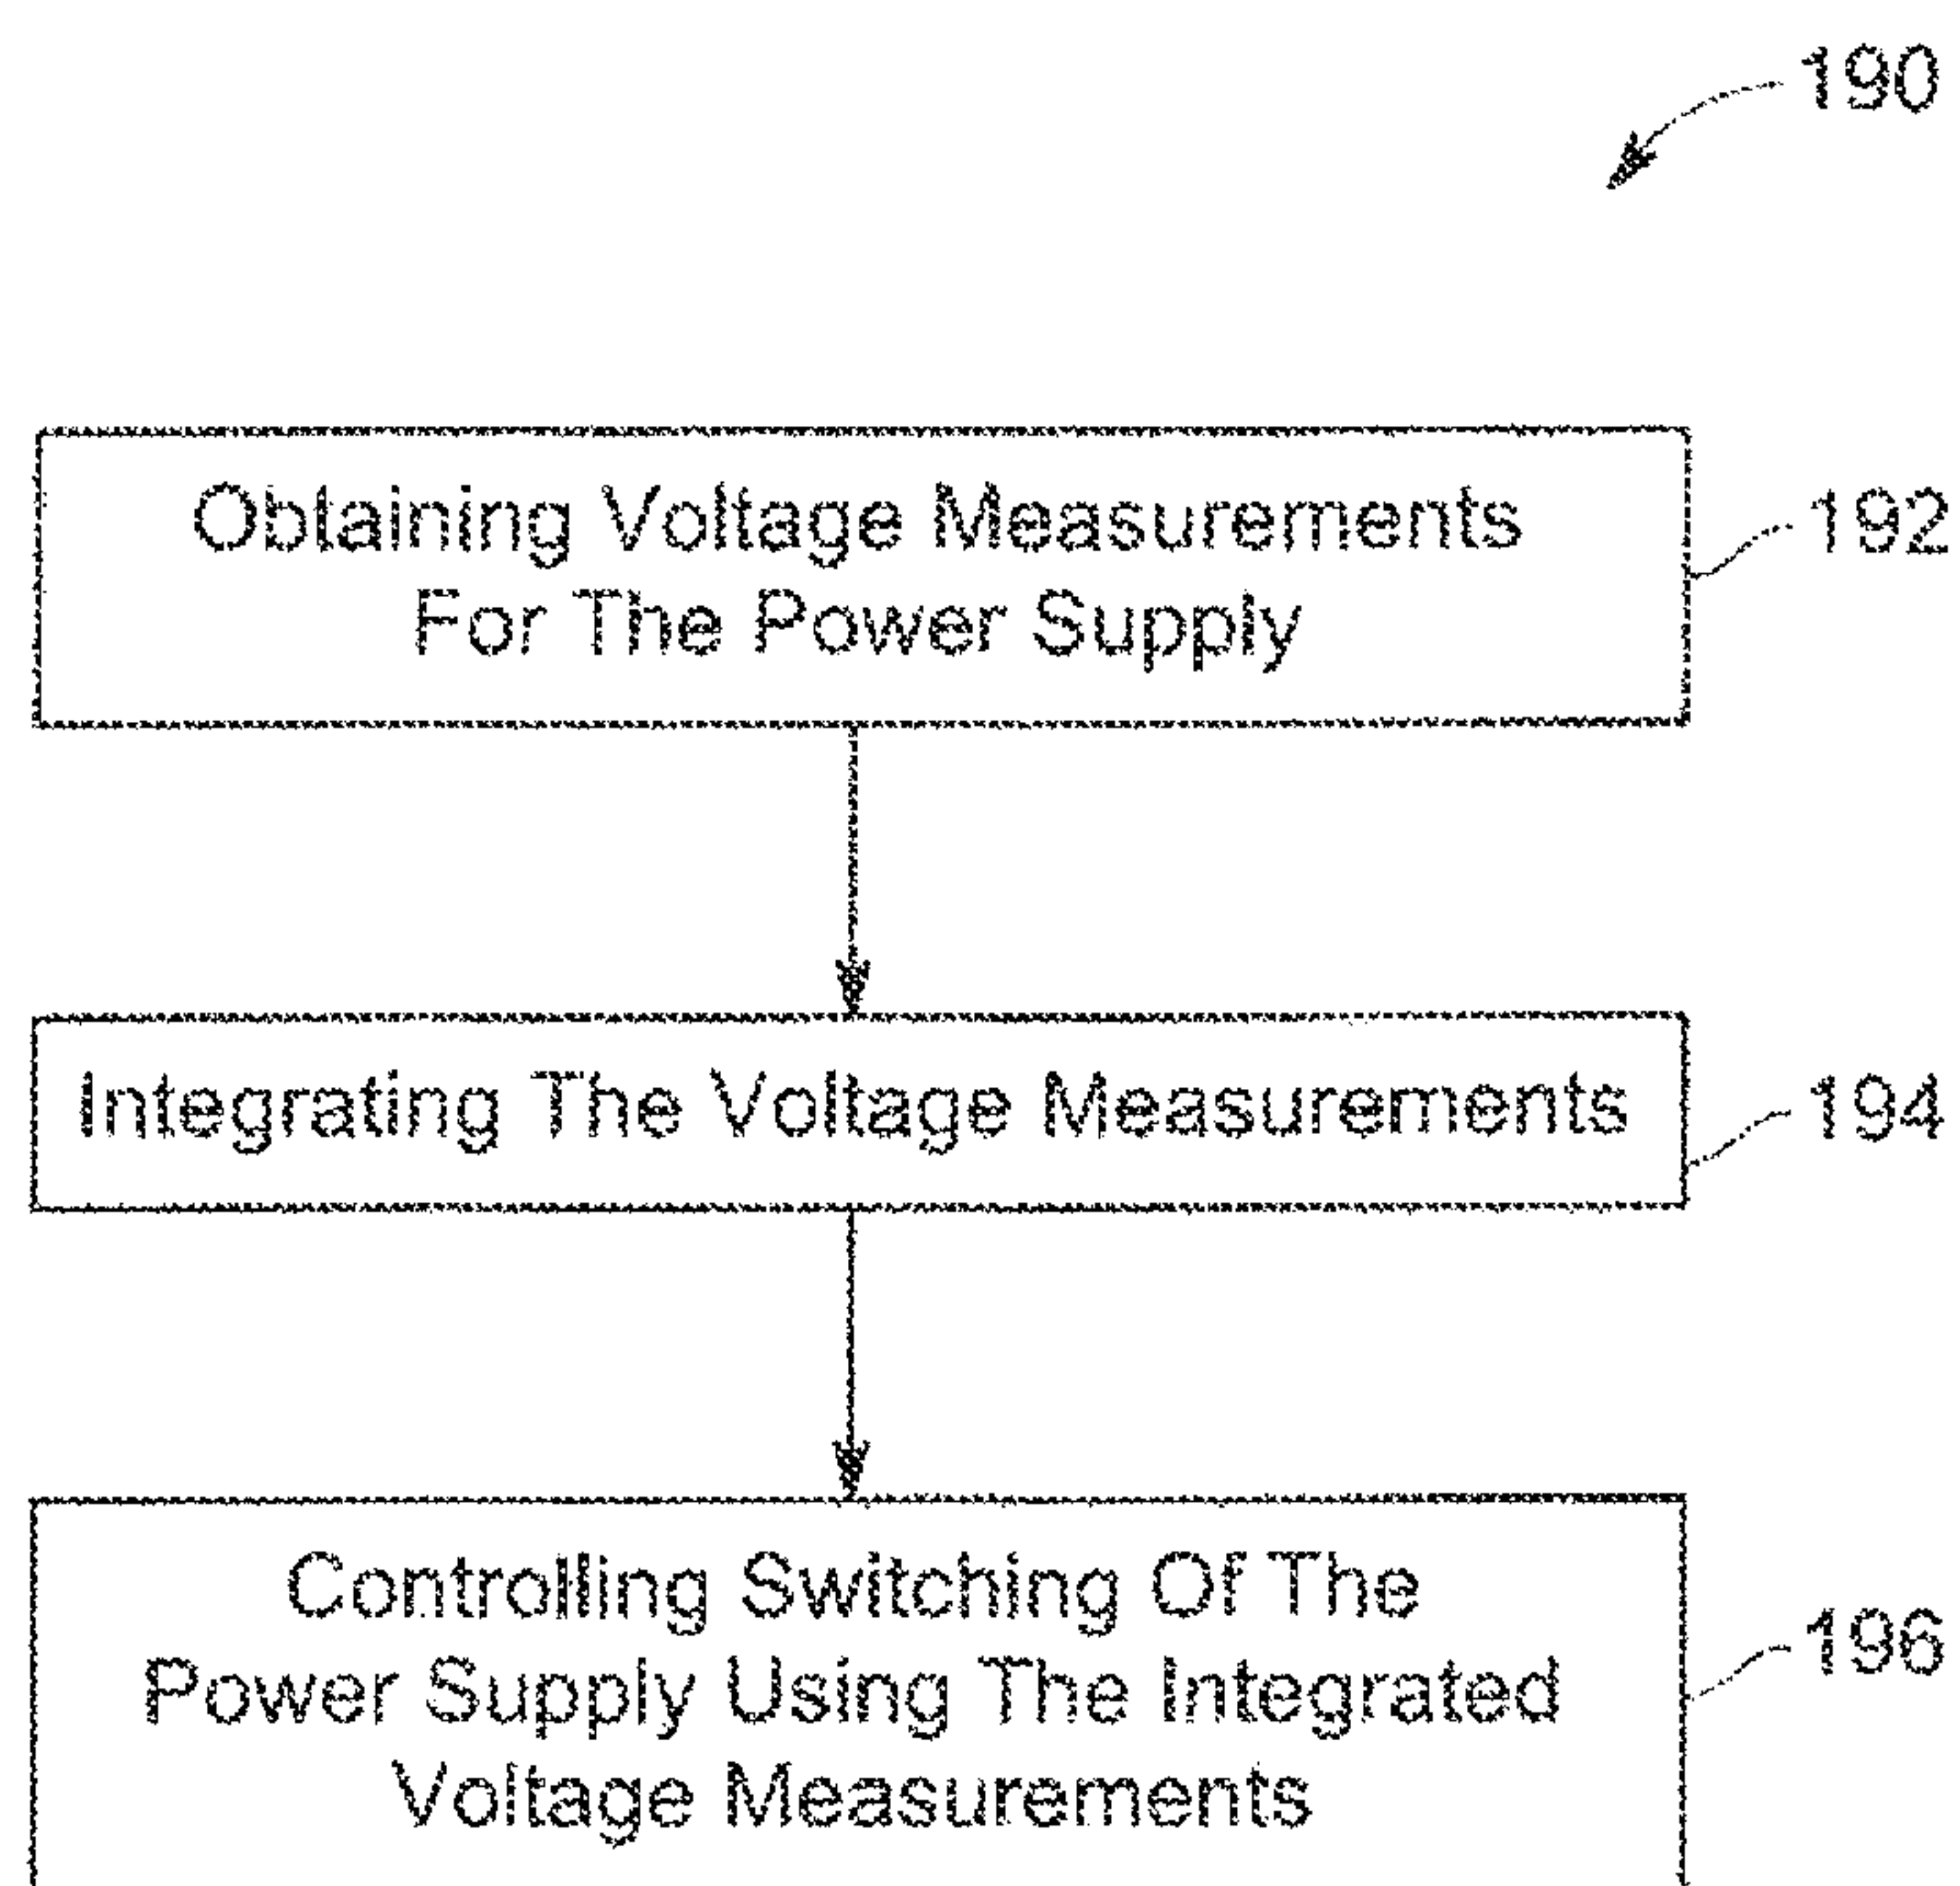 190
Obtaining Voltage Measurements
For The Power Supply
192
Integrating The Voltage Measurements
194
Controlling Switching Of The
Power Supply Using The Integrated
Voltage Measurements
196